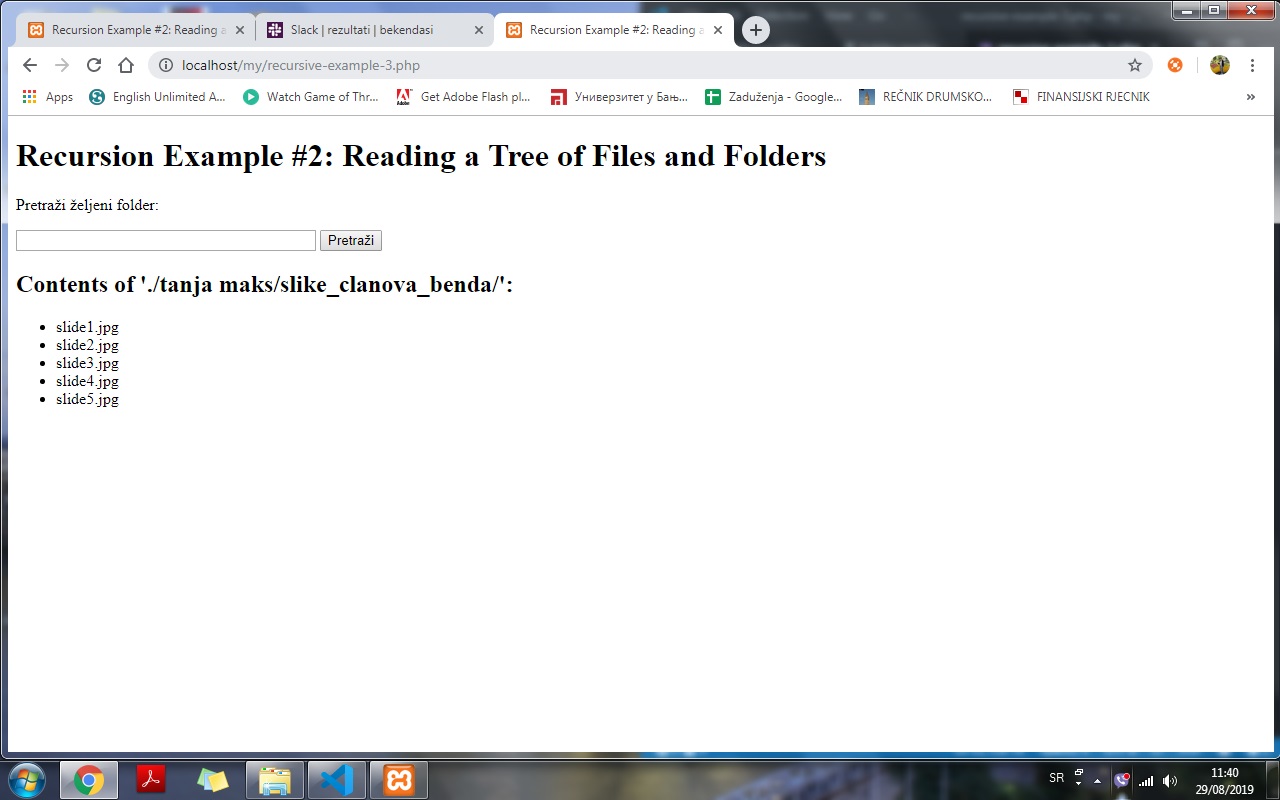 Recursion Example #2: Reading a
Slack | rezultati | bekendasi
Recursion Example #2: Reading a
localhost/my/recursive-example-3.php
Apps
English Unlimited A...
Watch Game of Thr...
Get Adobe Flash pl...
Универзитет у Бањ...
Zaduženja - Google...
REČNIK DRUMSKO...
FINANSIJSKI RJECNIK
»
Recursion Example #2: Reading a Tree of Files and Folders
Pretraži željeni folder:
Pretraži
Contents of './tanja maks/slike_clanova_benda/':
• slide1.jpg
• slide2.jpg
• slide3.jpg
• slide4.jpg
• slide5.jpg
SR
11:40
29/08/2019